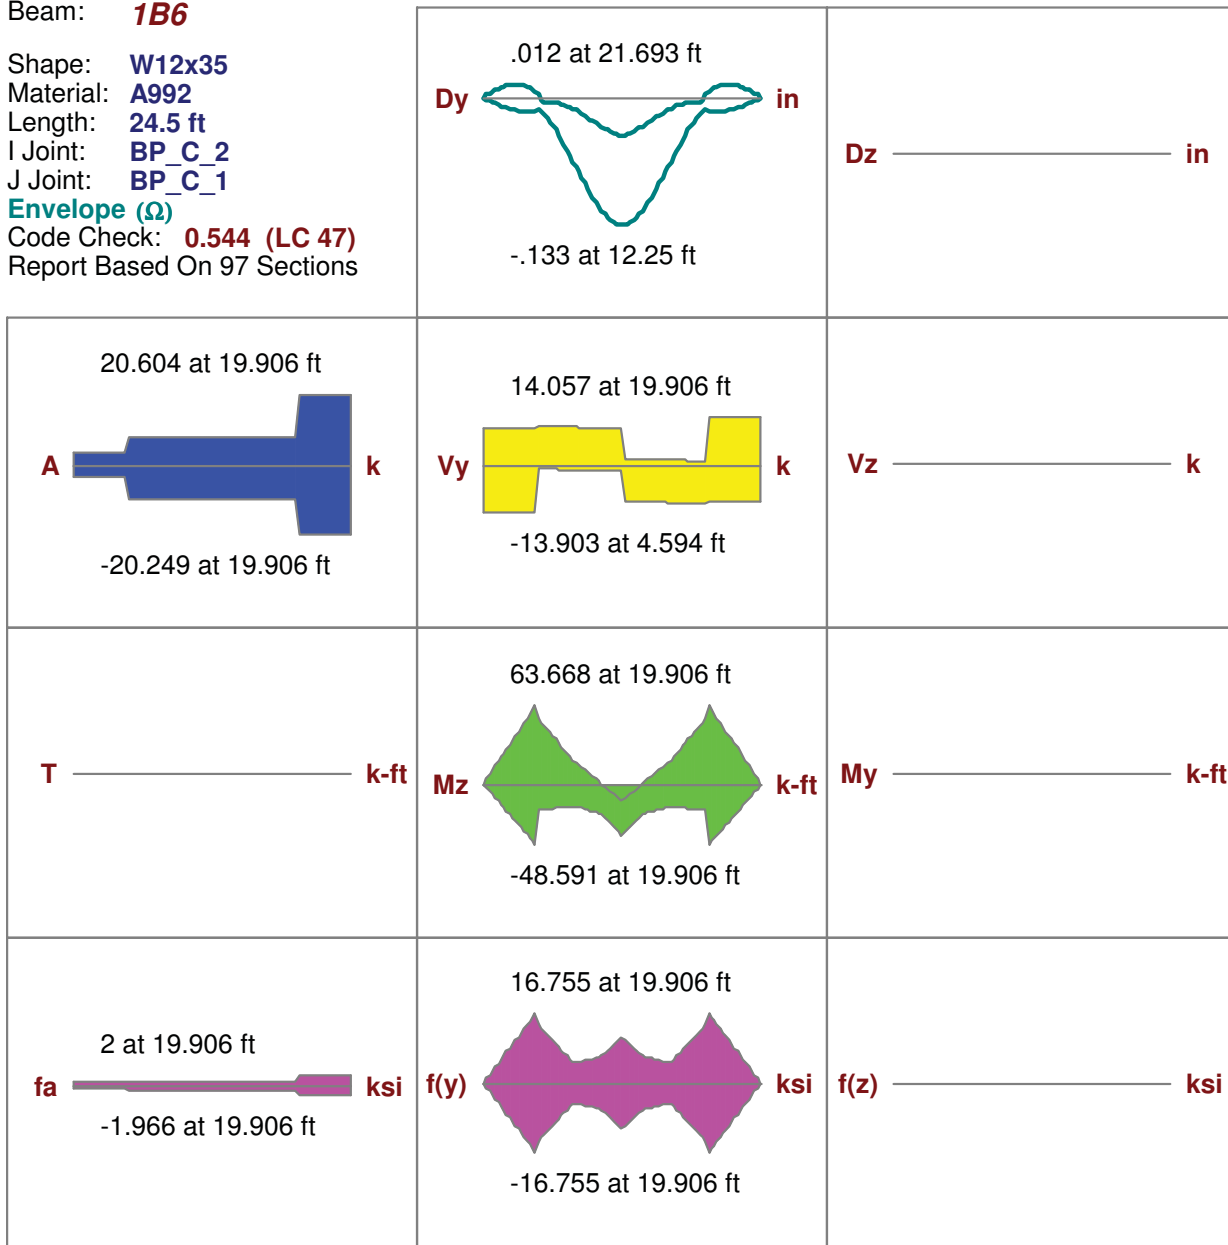 Beam: 1B6
Shape: W12x35
Material: A992
Length: 24.5 ft
I Joint: BP_C_2
J Joint: BP_C_1
Envelope (Ω)
Code Check: 0.544 (LC 47)
Report Based On 97 Sections
.012 at 21.693 ft
Dy in
-.133 at 12.25 ft
Dz in
20.604 at 19.906 ft
A k
-20.249 at 19.906 ft
14.057 at 19.906 ft
Vy k
-13.903 at 4.594 ft
Vz k
T k-ft
63.668 at 19.906 ft
Mz k-ft
-48.591 at 19.906 ft
My k-ft
2 at 19.906 ft
fa ksi
-1.966 at 19.906 ft
16.755 at 19.906 ft
f(y) ksi
-16.755 at 19.906 ft
f(z) ksi